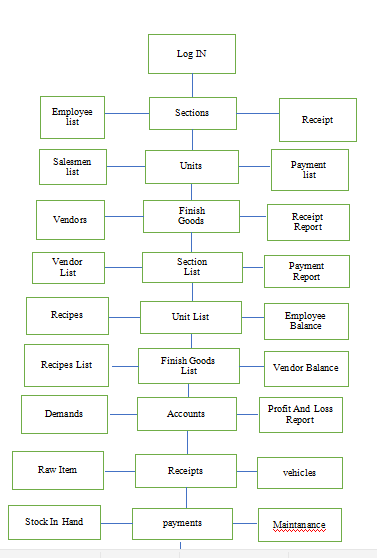 Log IN
Employee
list
Sections
Receipt
Salesmen
list
Units
Payment
list
Vendors
Finish
Goods
Receipt
Report
Vendor
List
Section
List
Payment
Report
Recipes
Unit List
Employee
Balance
Recipes List
Finish Goods
List
Vendor Balance
Demands
Accounts
Profit And Loss
Report
Raw Item
Receipts
vehicles
Stock In Hand
payments
Maintanance